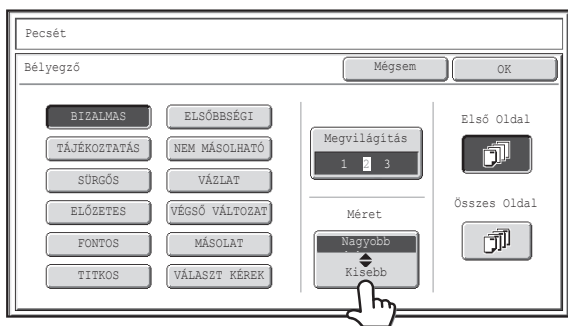 Pecsét
Bélyegző
Mégsem
OK
BIZALMAS
ELSŐBBSÉGI
TÁJÉKOZTATÁS
NEM MÁSOLHATÓ
SÜRGŐS
VÁZLAT
ELŐZETES
VÉGSŐ VÁLTOZAT
FONTOS
MÁSOLAT
TITKOS
VÁLASZT KÉREK
Megvilágítás
1 2 3
Méret
Nagyobb
Kisebb
Első Oldal
Összes Oldal